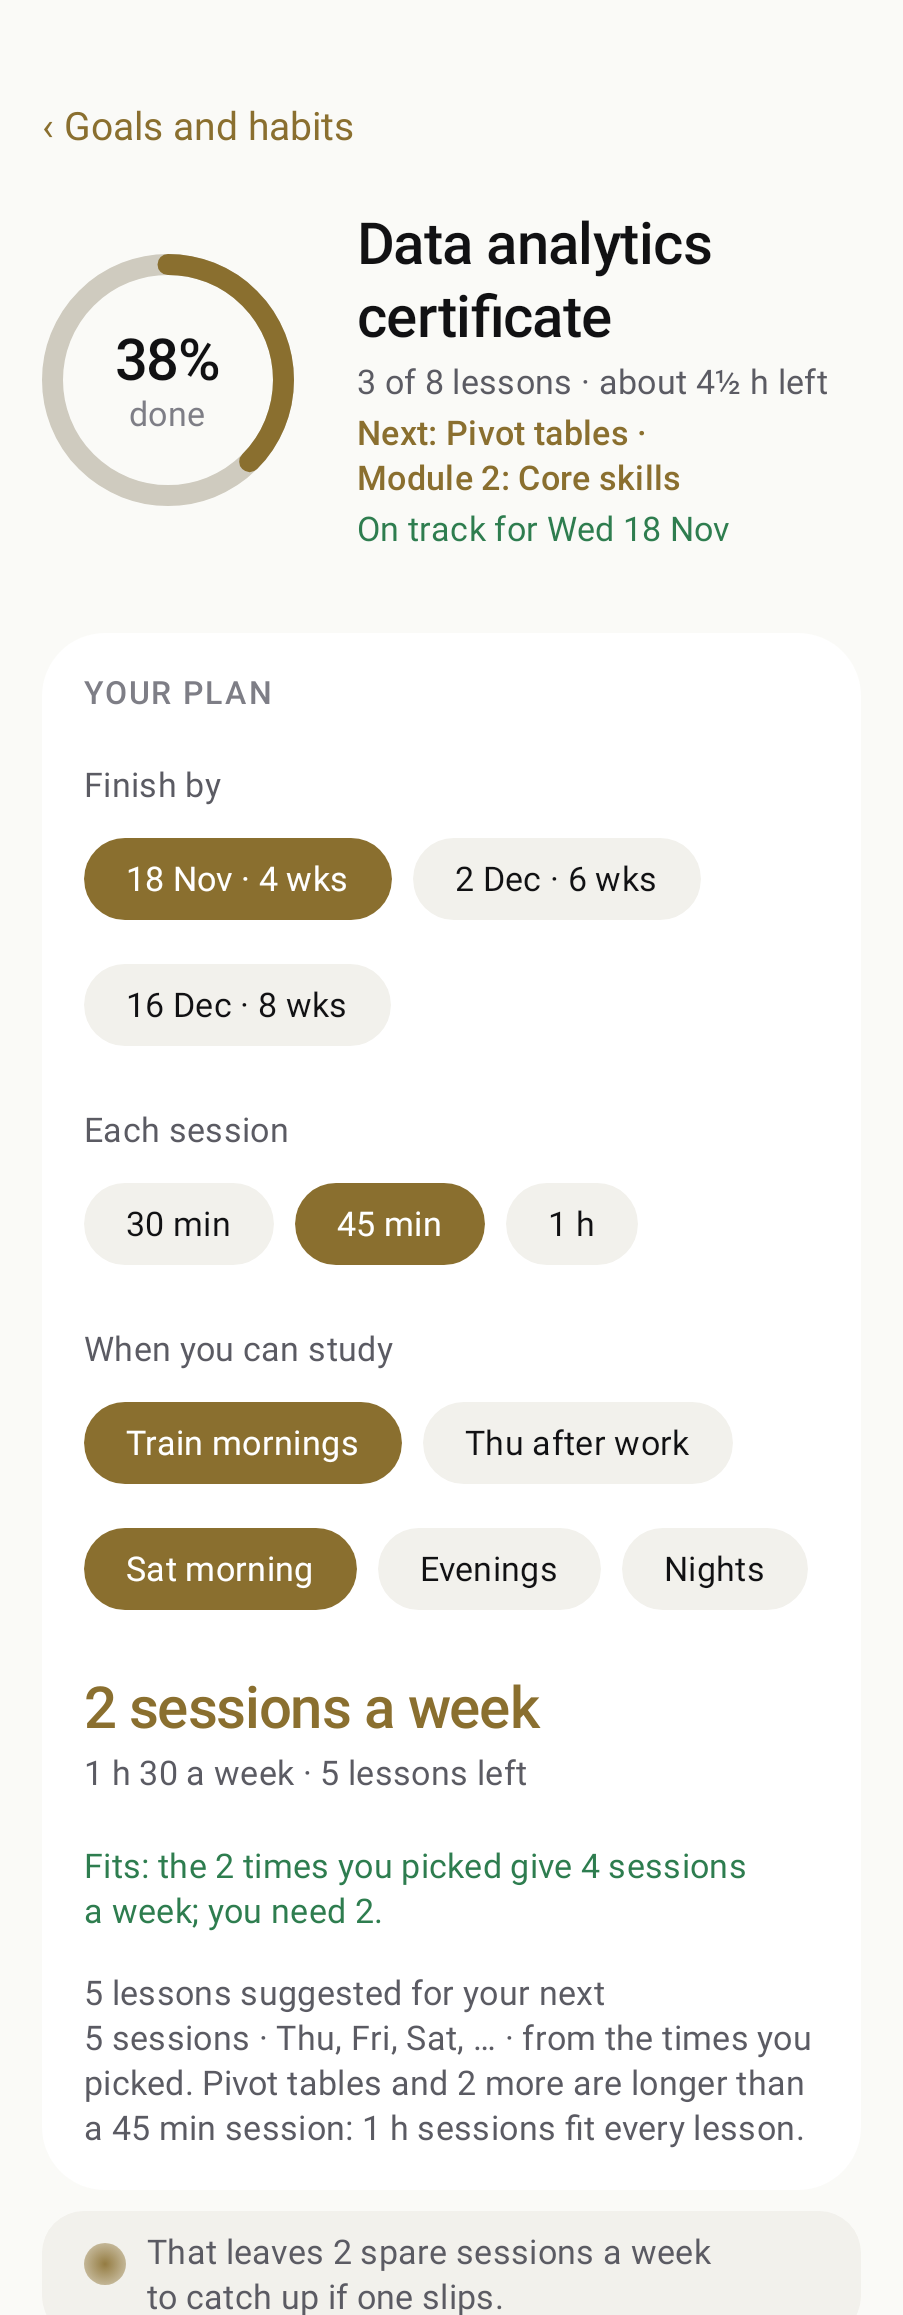 ‹ Goals and habits
38%
done
Data analytics
certificate
3 of 8 lessons · about 4½ h left
Next: Pivot tables ·
Module 2: Core skills
On track for Wed 18 Nov
YOUR PLAN
Finish by
18 Nov · 4 wks
2 Dec · 6 wks
16 Dec · 8 wks
Each session
30 min
45 min
1 h
When you can study
Train mornings
Thu after work
Sat morning
Evenings
Nights
2 sessions a week
1 h 30 a week · 5 lessons left
Fits: the 2 times you picked give 4 sessions
a week; you need 2.
5 lessons suggested for your next
5 sessions · Thu, Fri, Sat, … · from the times you
picked. Pivot tables and 2 more are longer than
a 45 min session: 1 h sessions fit every lesson.
That leaves 2 spare sessions a week
to catch up if one slips.